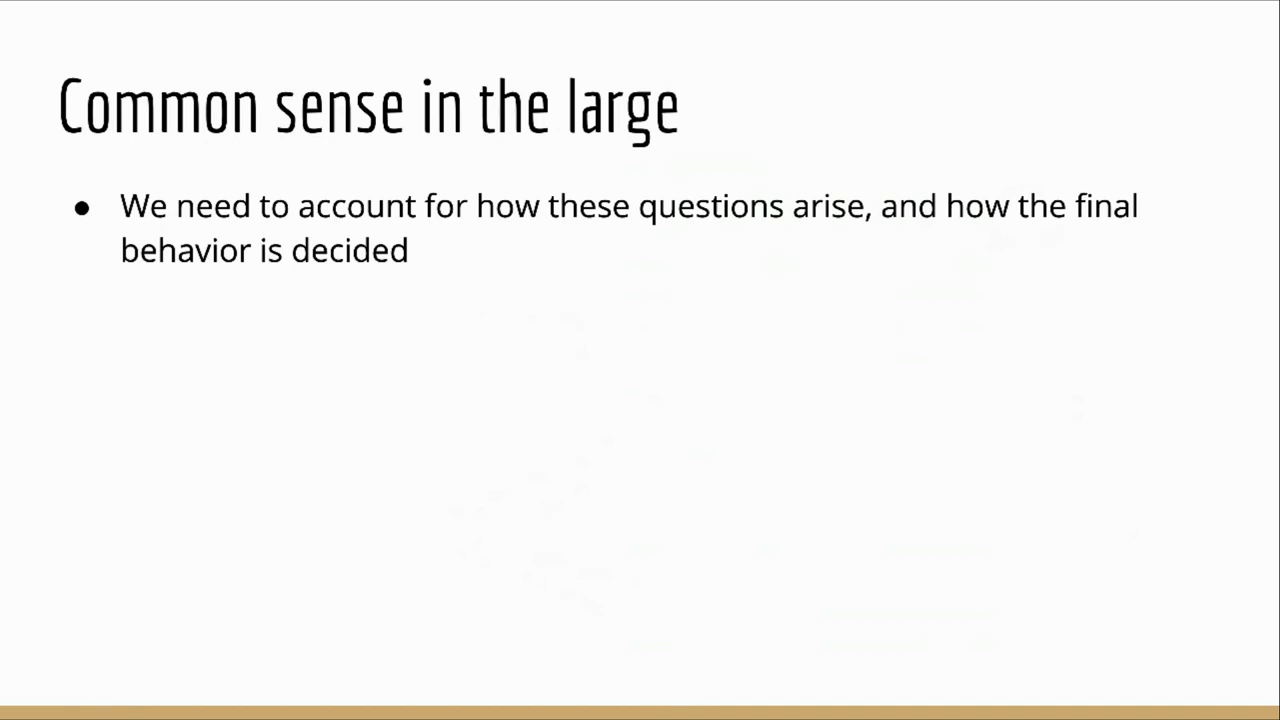 Common sense in the large
● We need to account for how these questions arise, and how the final
behavior is decided